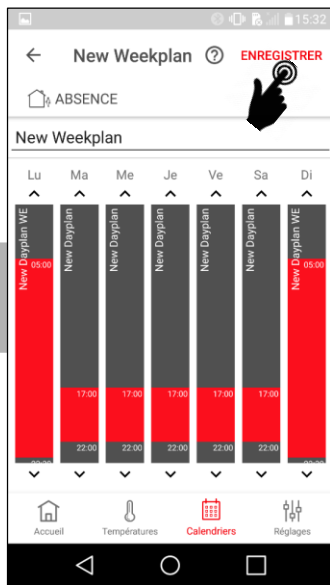 15:32
New Weekplan ? ENREGISTRER
ABSENCE
New Weekplan
Lu Ma Me Je Ve Sa Di
New Dayplan WE
New Dayplan
New Dayplan
New Dayplan
New Dayplan
New Dayplan
New Dayplan WE
05:00 05:00
17:00 17:00 17:00 17:00 17:00
22:00 22:00 22:00 22:00 22:00
Accueil Températures Calendriers Réglages